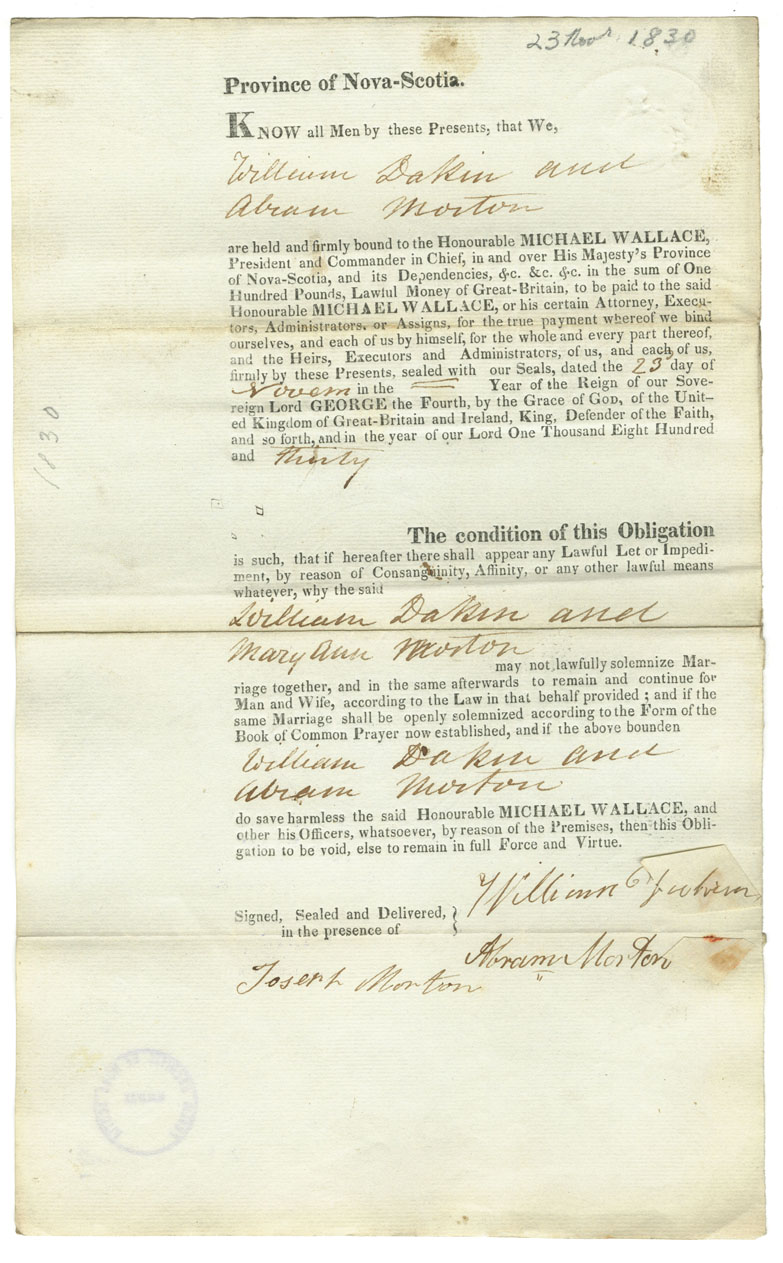 23 Novr 1830
Province of Nova-Scotia.
KNOW all Men by these Presents, that We,
William Dakin and
Abram Morton
are held and firmly bound to the Honourable MICHAEL WALLACE,
President and Commander in Chief, in and over His Majesty's Province
of Nova-Scotia, and its Dependencies, &c. &c. &c. in the sum of One
Hundred Pounds, Lawful Money of Great-Britain, to be paid to the said
Honourable MICHAEL WALLACE, or his certain Attorney, Execu-
tors, Administrators, or Assigns, for the true payment whereof we bind
ourselves, and each of us by himself, for the whole and every part thereof,
and the Heirs, Executors and Administrators, of us, and each of us,
firmly by these Presents, sealed with our Seals, dated the 23 day of
Novem in the Year of the Reign of our Sove-
reign Lord GEORGE the Fourth, by the Grace of GOD, of the Unit-
ed Kingdom of Great-Britain and Ireland, King, Defender of the Faith,
and so forth, and in the year of our Lord One Thousand Eight Hundred
and thirty
1830
The condition of this Obligation
is such, that if hereafter there shall appear any Lawful Let or Impedi-
ment, by reason of Consanguinity, Affinity, or any other lawful means
whatever, why the said
William Dakin and
Mary Ann Morton
may not lawfully solemnize Mar-
riage together, and in the same afterwards to remain and continue for
Man and Wife, according to the Law in that behalf provided ; and if the
same Marriage shall be openly solemnized according to the Form of the
Book of Common Prayer now established, and if the above bounden
William Dakin and
Abram Morton
do save harmless the said Honourable MICHAEL WALLACE, and
other his Officers, whatsoever, by reason of the Premises, then this Obli-
gation to be void, else to remain in full Force and Virtue.
William
Signed, Sealed and Delivered, }
in the presence of
Abram Morton
Joseph Morton